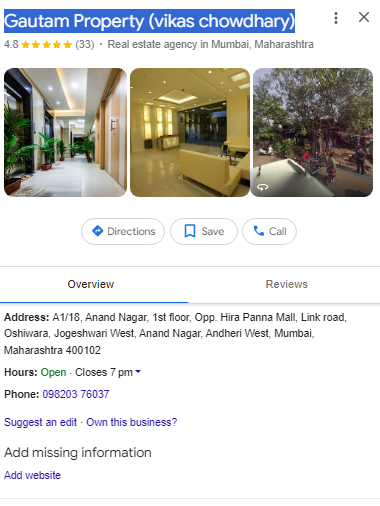 Gautam Property (vikas chowdhary)
4.8 ★★★★★ (33) · Real estate agency in Mumbai, Maharashtra
Directions
Save
Call
Overview
Reviews
Address: A1/18, Anand Nagar, 1st floor, Opp. Hira Panna Mall, Link road,
Oshiwara, Jogeshwari West, Anand Nagar, Andheri West, Mumbai,
Maharashtra 400102
Hours: Open · Closes 7 pm
Phone: 098203 76037
Suggest an edit · Own this business?
Add missing information
Add website